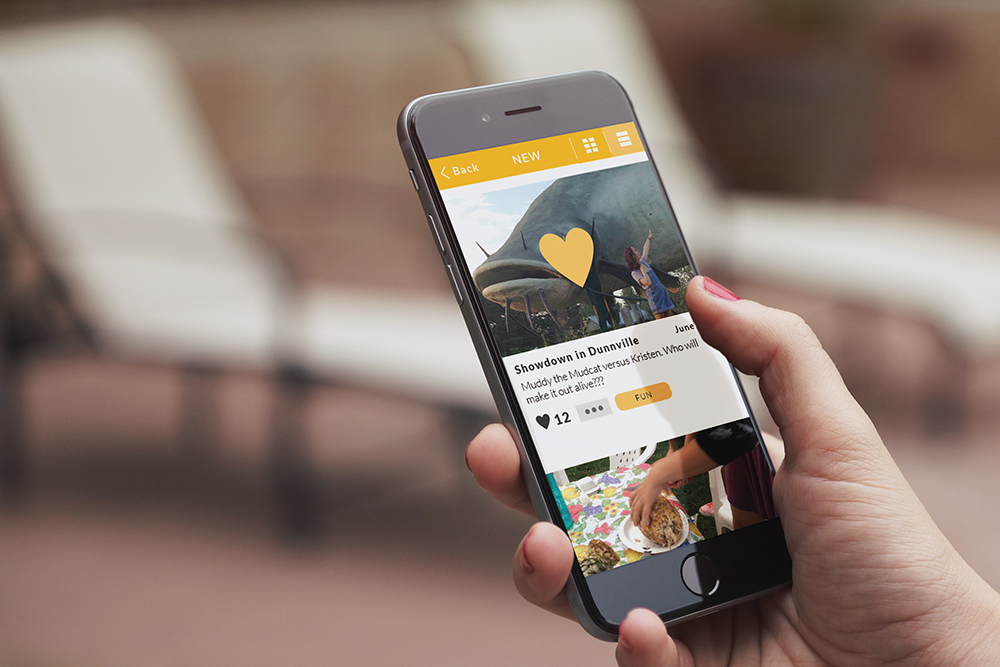 Back NEW
Showdown in Dunnville June
Muddy the Mudcat versus Kristen. Who will
make it out alive???
12 FUN